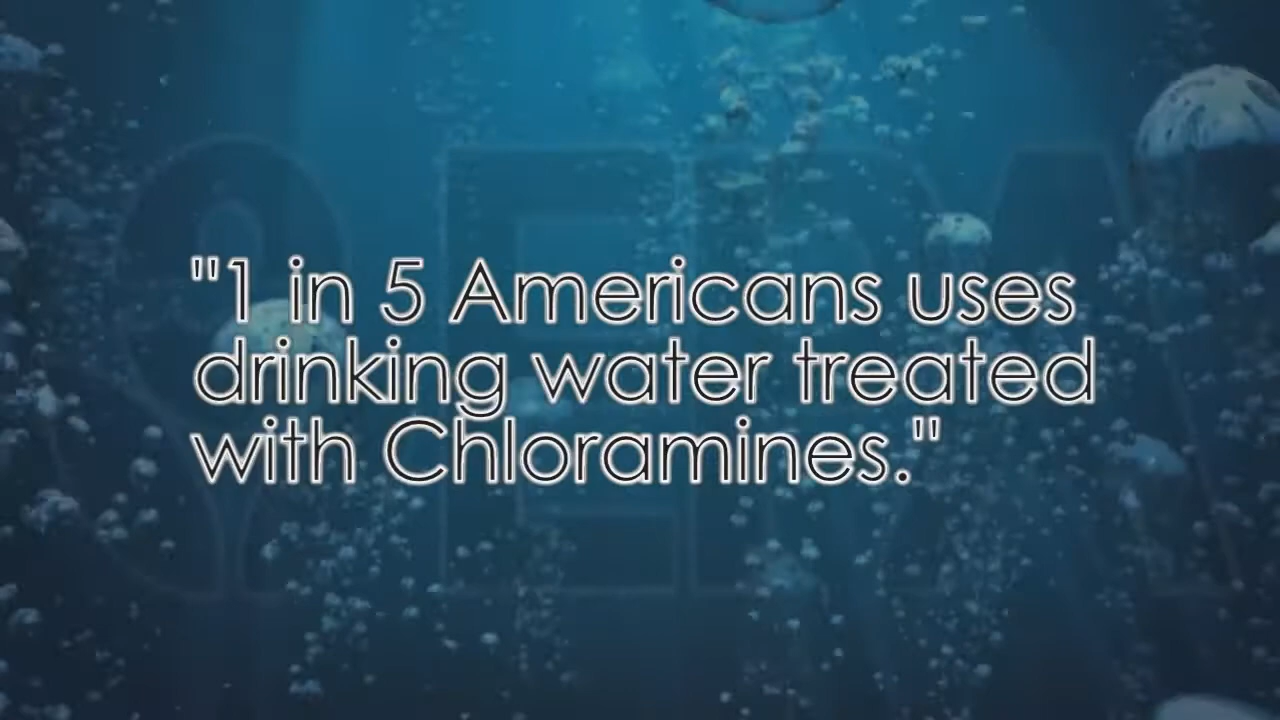 "1 in 5 Americans uses
drinking water treated
with Chloramines."